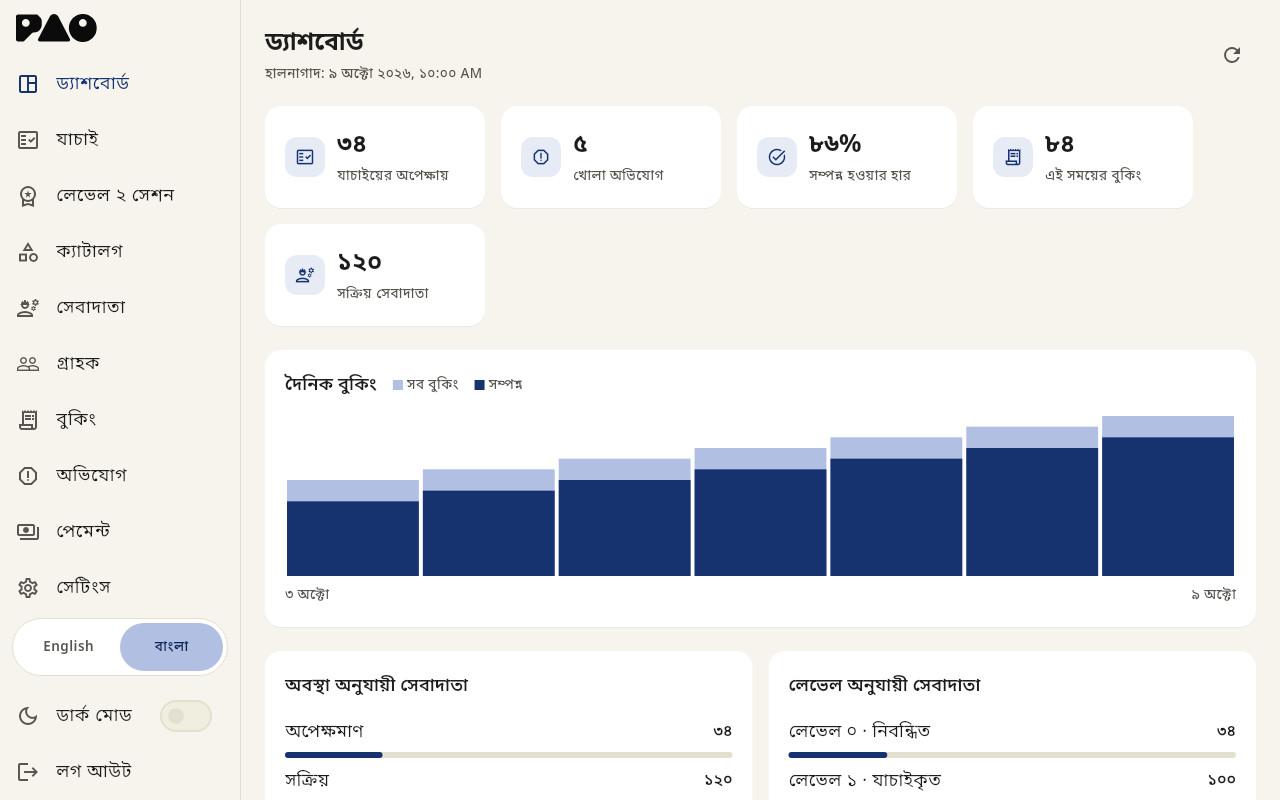 PAO
ড্যাশবোর্ড
যাচাই
লেভেল ২ সেশন
ক্যাটালগ
সেবাদাতা
গ্রাহক
বুকিং
অভিযোগ
পেমেন্ট
সেটিংস
English
বাংলা
ডার্ক মোড
লগ আউট
ড্যাশবোর্ড
হালনাগাদ: ৯ অক্টো ২০২৬, ১০:০০ AM
৩৪
যাচাইয়ের অপেক্ষায়
৫
খোলা অভিযোগ
৮৬%
সম্পন্ন হওয়ার হার
৮৪
এই সময়ের বুকিং
১২০
সক্রিয় সেবাদাতা
দৈনিক বুকিং
সব বুকিং
সম্পন্ন
৩ অক্টো
৯ অক্টো
অবস্থা অনুযায়ী সেবাদাতা
অপেক্ষমাণ ৩৪
সক্রিয় ১২০
লেভেল অনুযায়ী সেবাদাতা
লেভেল ০ · নিবন্ধিত ৩৪
লেভেল ১ · যাচাইকৃত ১০০